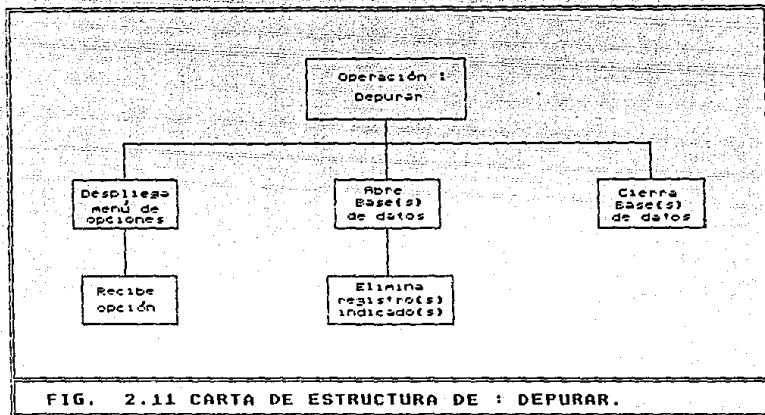 Operación :
Depurar
Despliega
menú de
opciones
Abre
Base(s)
de datos
Cierra
Base(s)
de datos
Recibe
opción
Elimina
registro(s)
indicado(s)
FIG. 2.11 CARTA DE ESTRUCTURA DE : DEPURAR.